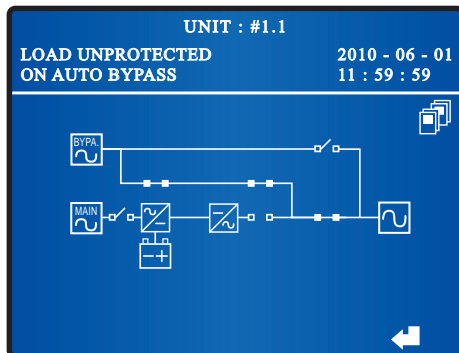 UNIT : #1.1
LOAD UNPROTECTED 2010 - 06 - 01
ON AUTO BYPASS 11 : 59 : 59
BYPA.
MAIN